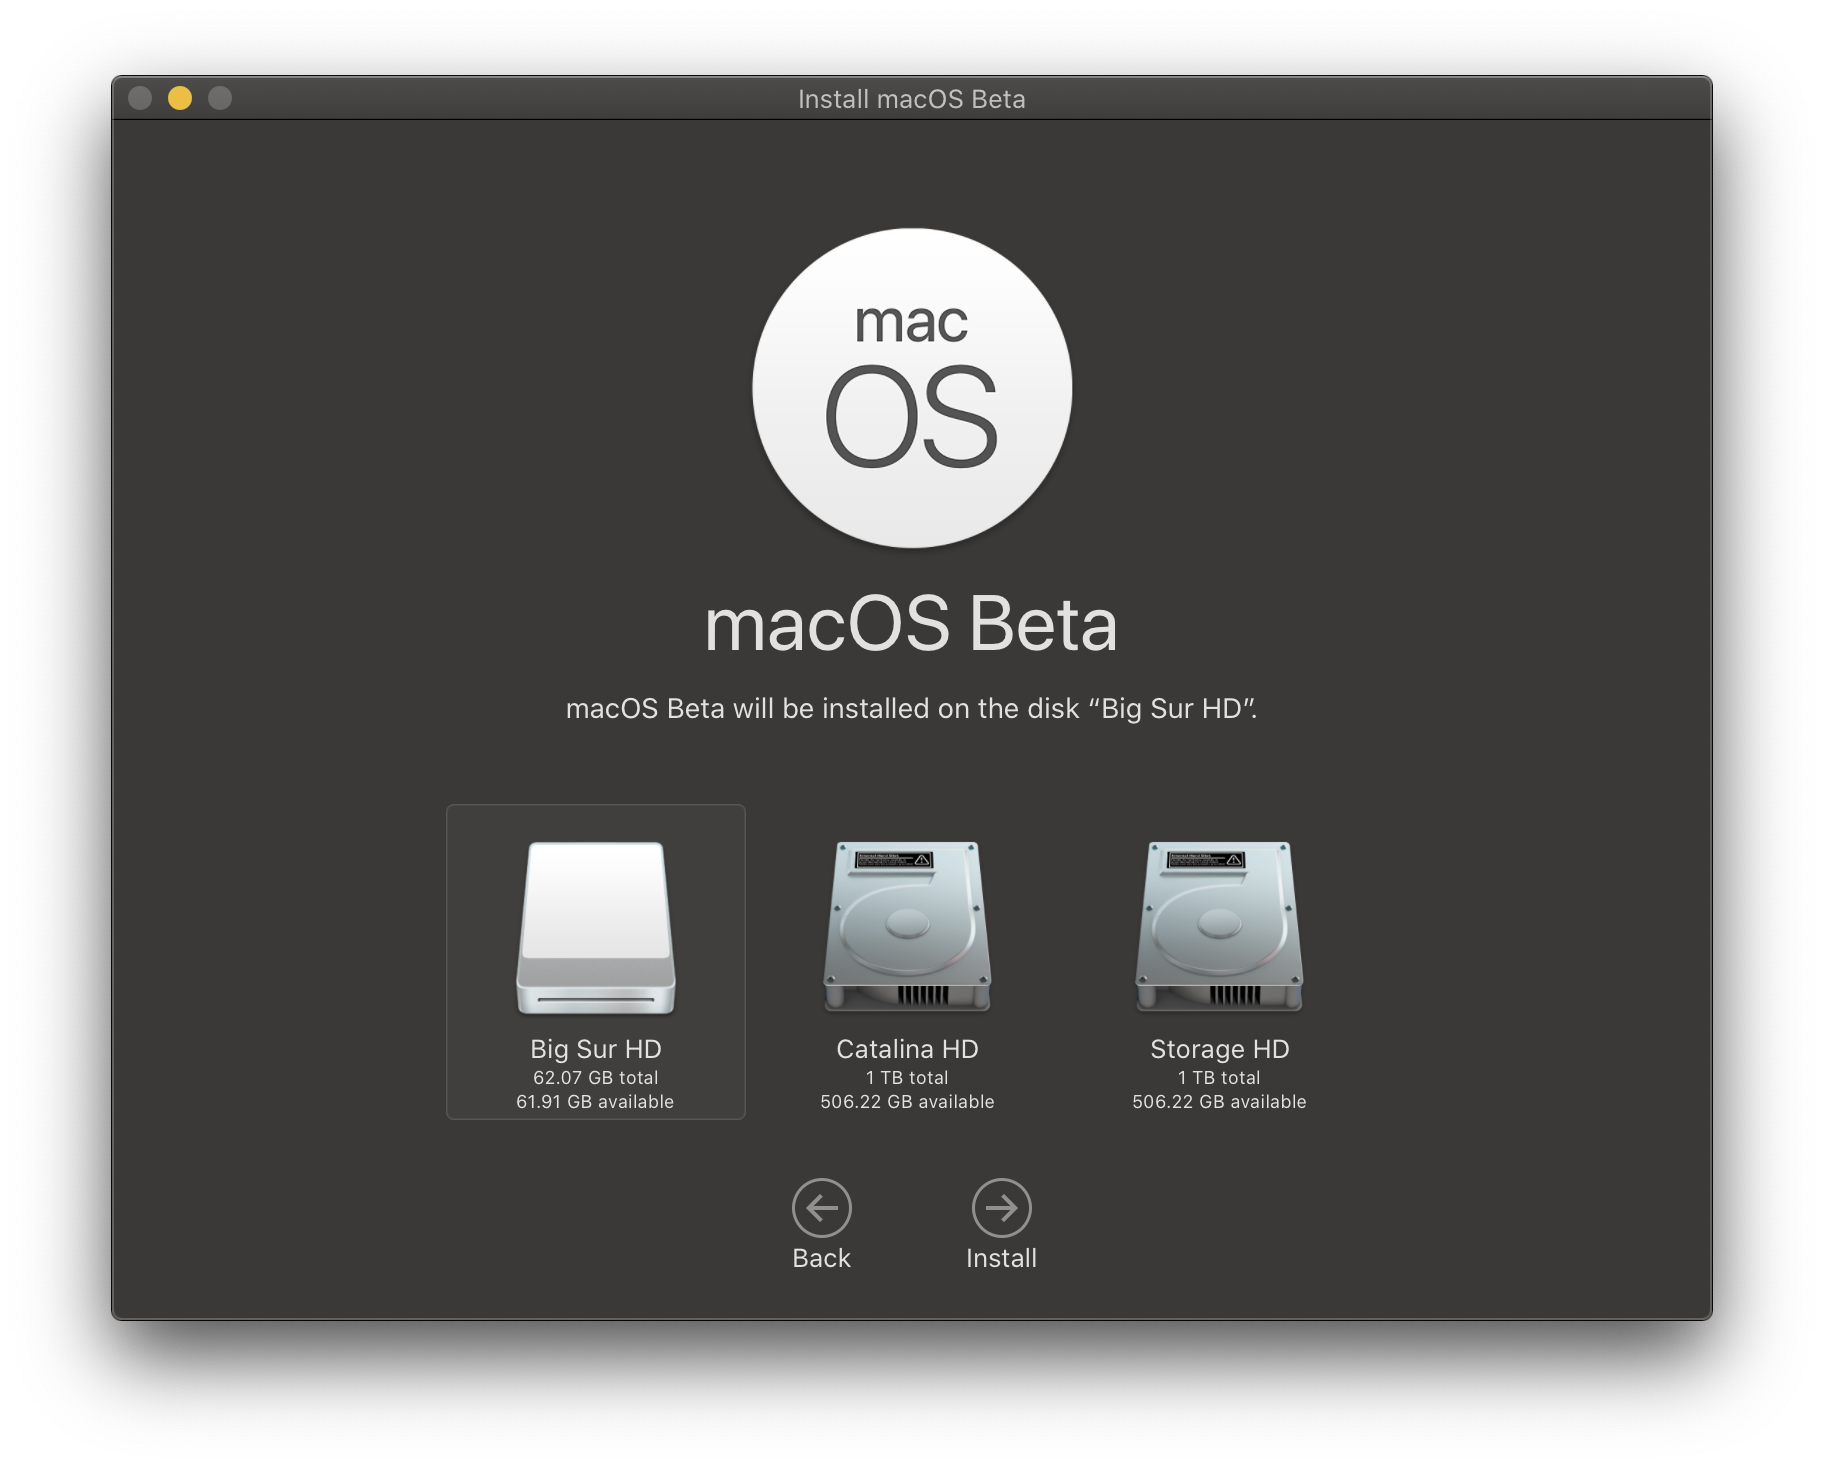 Install macOS Beta
mac
OS
macOS Beta
macOS Beta will be installed on the disk “Big Sur HD”.
Big Sur HD
62.07 GB total
61.91 GB available
Catalina HD
1 TB total
506.22 GB available
Storage HD
1 TB total
506.22 GB available
Back
Install